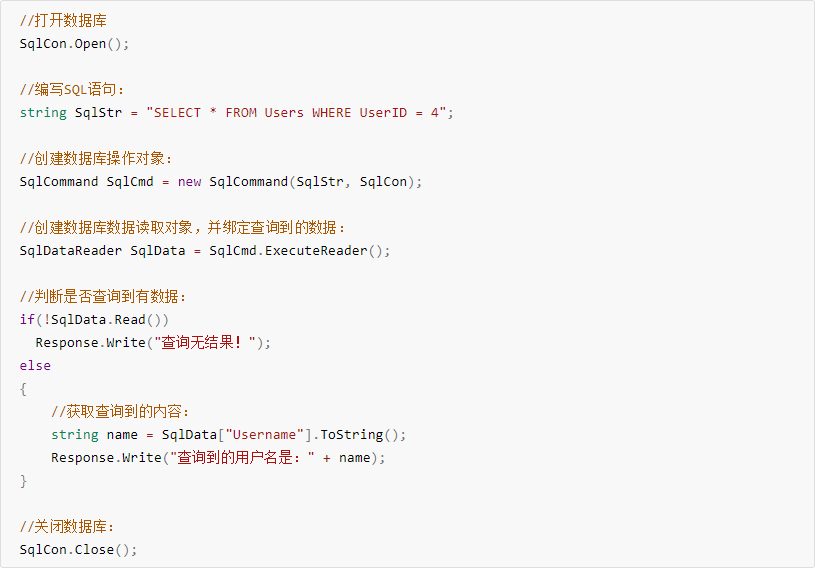 //打开数据库
SqlCon.Open();
//编写SQL语句:
string SqlStr = "SELECT * FROM Users WHERE UserID = 4";
//创建数据库操作对象:
SqlCommand SqlCmd = new SqlCommand(SqlStr, SqlCon);
//创建数据库数据读取对象，并绑定查询到的数据:
SqlDataReader SqlData = SqlCmd.ExecuteReader();
//判断是否查询到有数据:
if(!SqlData.Read())
  Response.Write("查询无结果！");
else
{
    //获取查询到的内容:
    string name = SqlData["Username"].ToString();
    Response.Write("查询到的用户名是：" + name);
}
//关闭数据库:
SqlCon.Close();